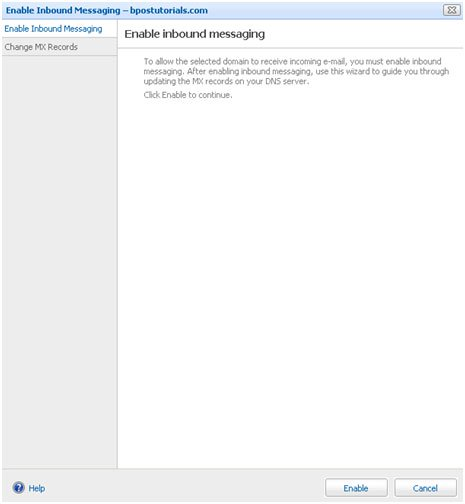 Enable Inbound Messaging – bpostutorials.com
Enable Inbound Messaging
Change MX Records
Enable inbound messaging
To allow the selected domain to receive incoming e-mail, you must enable inbound
messaging. After enabling inbound messaging, use this wizard to guide you through
updating the MX records on your DNS server.
Click Enable to continue.
? Help
Enable
Cancel